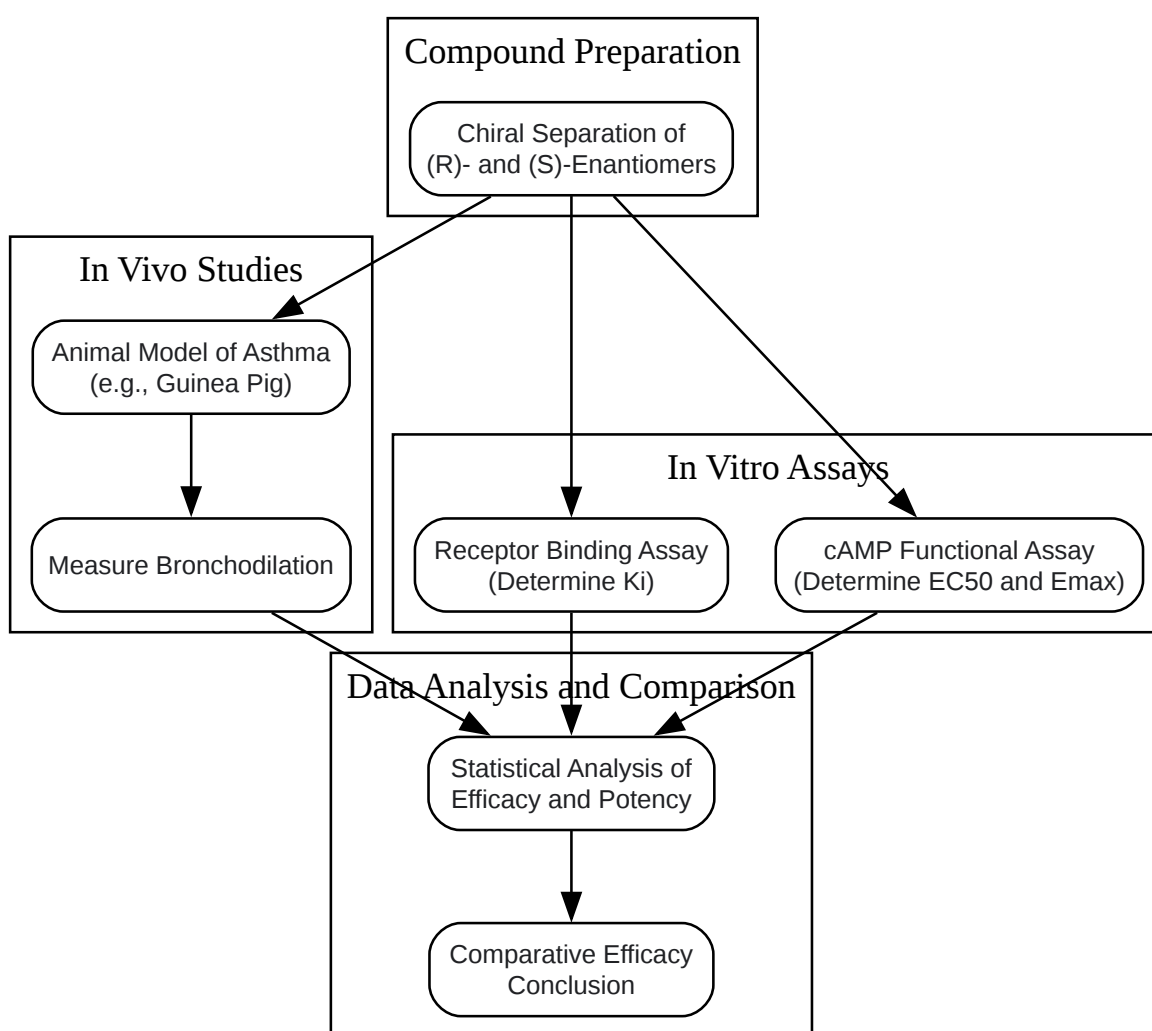 Compound Preparation
Chiral Separation of
(R)- and (S)-Enantiomers
In Vivo Studies
Animal Model of Asthma
(e.g., Guinea Pig)
Measure Bronchodilation
In Vitro Assays
Receptor Binding Assay
(Determine Ki)
cAMP Functional Assay
(Determine EC50 and Emax)
Data Analysis and Comparison
Statistical Analysis of
Efficacy and Potency
Comparative Efficacy
Conclusion